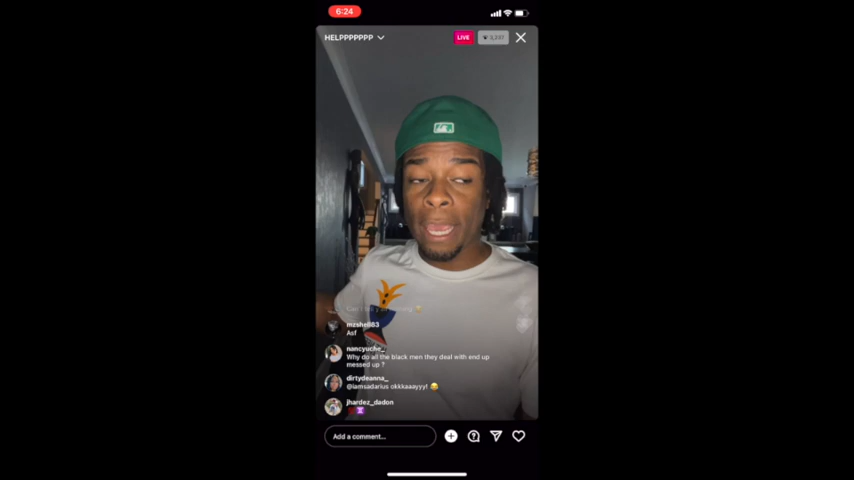 6:24
HELPPPPPPP
LIVE
mzshell83
Asf
nancyuche_
Why do all the black men they deal with end up
messed up ?
dirtydeanna_
@iamsadarius okkkaaayyy! 😂
jhardez_dadon
Add a comment...